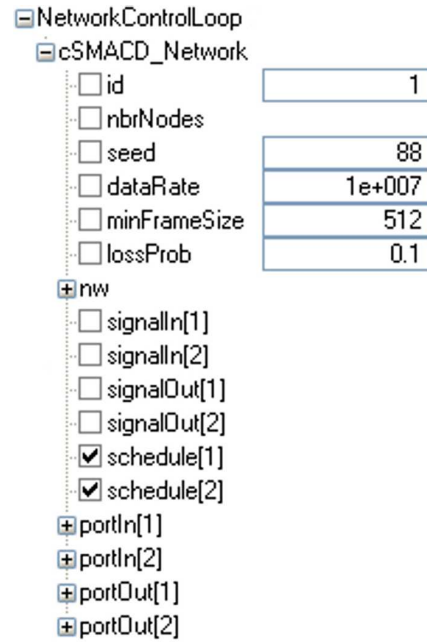 NetworkControlLoop
cSMACD_Network
id 1
nbrNodes
seed 88
dataRate 1e+007
minFrameSize 512
lossProb 0.1
nw
signalIn[1]
signalIn[2]
signalOut[1]
signalOut[2]
schedule[1]
schedule[2]
portIn[1]
portIn[2]
portOut[1]
portOut[2]